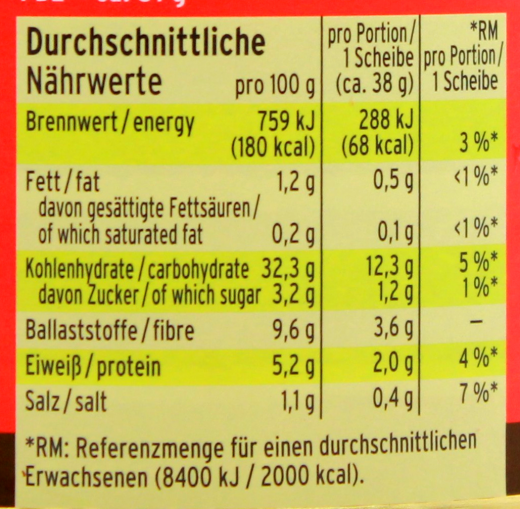 Durchschnittliche Nährwerte pro 100 g pro Portion/ 1 Scheibe (ca. 38 g) *RM pro Portion/ 1 Scheibe
Brennwert/energy 759 kJ (180 kcal) 288 kJ (68 kcal) 3 %*
Fett/fat 1,2 g 0,5 g <1 %*
davon gesättigte Fettsäuren/
of which saturated fat 0,2 g 0,1 g <1 %*
Kohlenhydrate/carbohydrate 32,3 g 12,3 g 5 %*
davon Zucker/of which sugar 3,2 g 1,2 g 1 %*
Ballaststoffe/fibre 9,6 g 3,6 g –
Eiweiß/protein 5,2 g 2,0 g 4 %*
Salz/salt 1,1 g 0,4 g 7 %*
*RM: Referenzmenge für einen durchschnittlichen
Erwachsenen (8400 kJ / 2000 kcal).